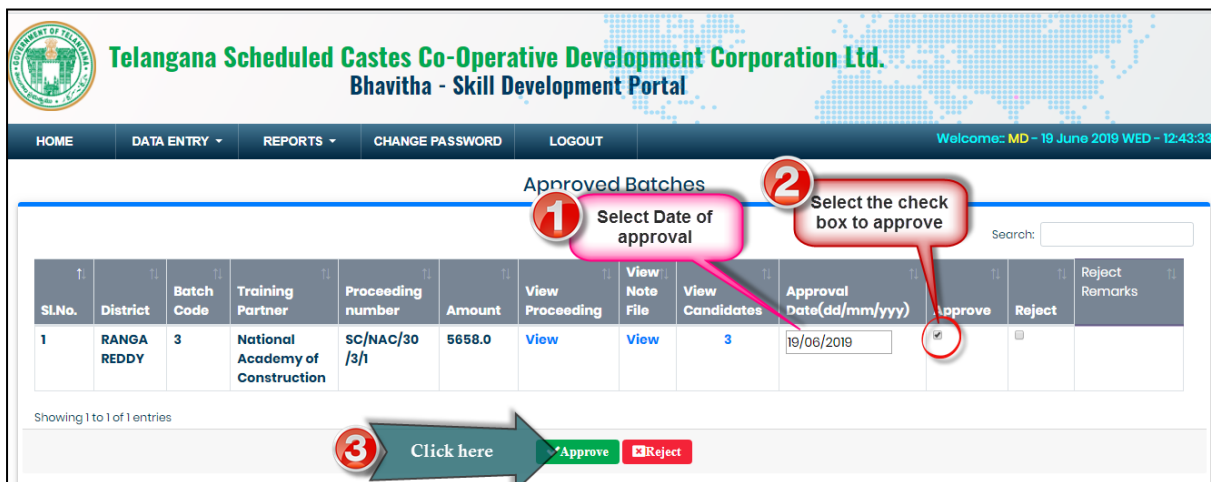 GOVERNMENT OF TELANGANA
Telangana Scheduled Castes Co-Operative Development Corporation Ltd.
Bhavitha - Skill Development Portal
HOME DATA ENTRY REPORTS CHANGE PASSWORD LOGOUT Welcome:: MD - 19 June 2019 WED - 12:43:33
Approved Batches
1 Select Date of
approval
2 Select the check
box to approve
Search:
Sl.No. District Batch Code Training Partner Proceeding number Amount View Proceeding View Note File View Candidates Approval Date(dd/mm/yyy) Approve Reject Reject Remarks
1 RANGA REDDY 3 National Academy of Construction SC/NAC/30/3/1 5658.0 View View 3 19/06/2019
Showing 1 to 1 of 1 entries
3 Click here Approve Reject